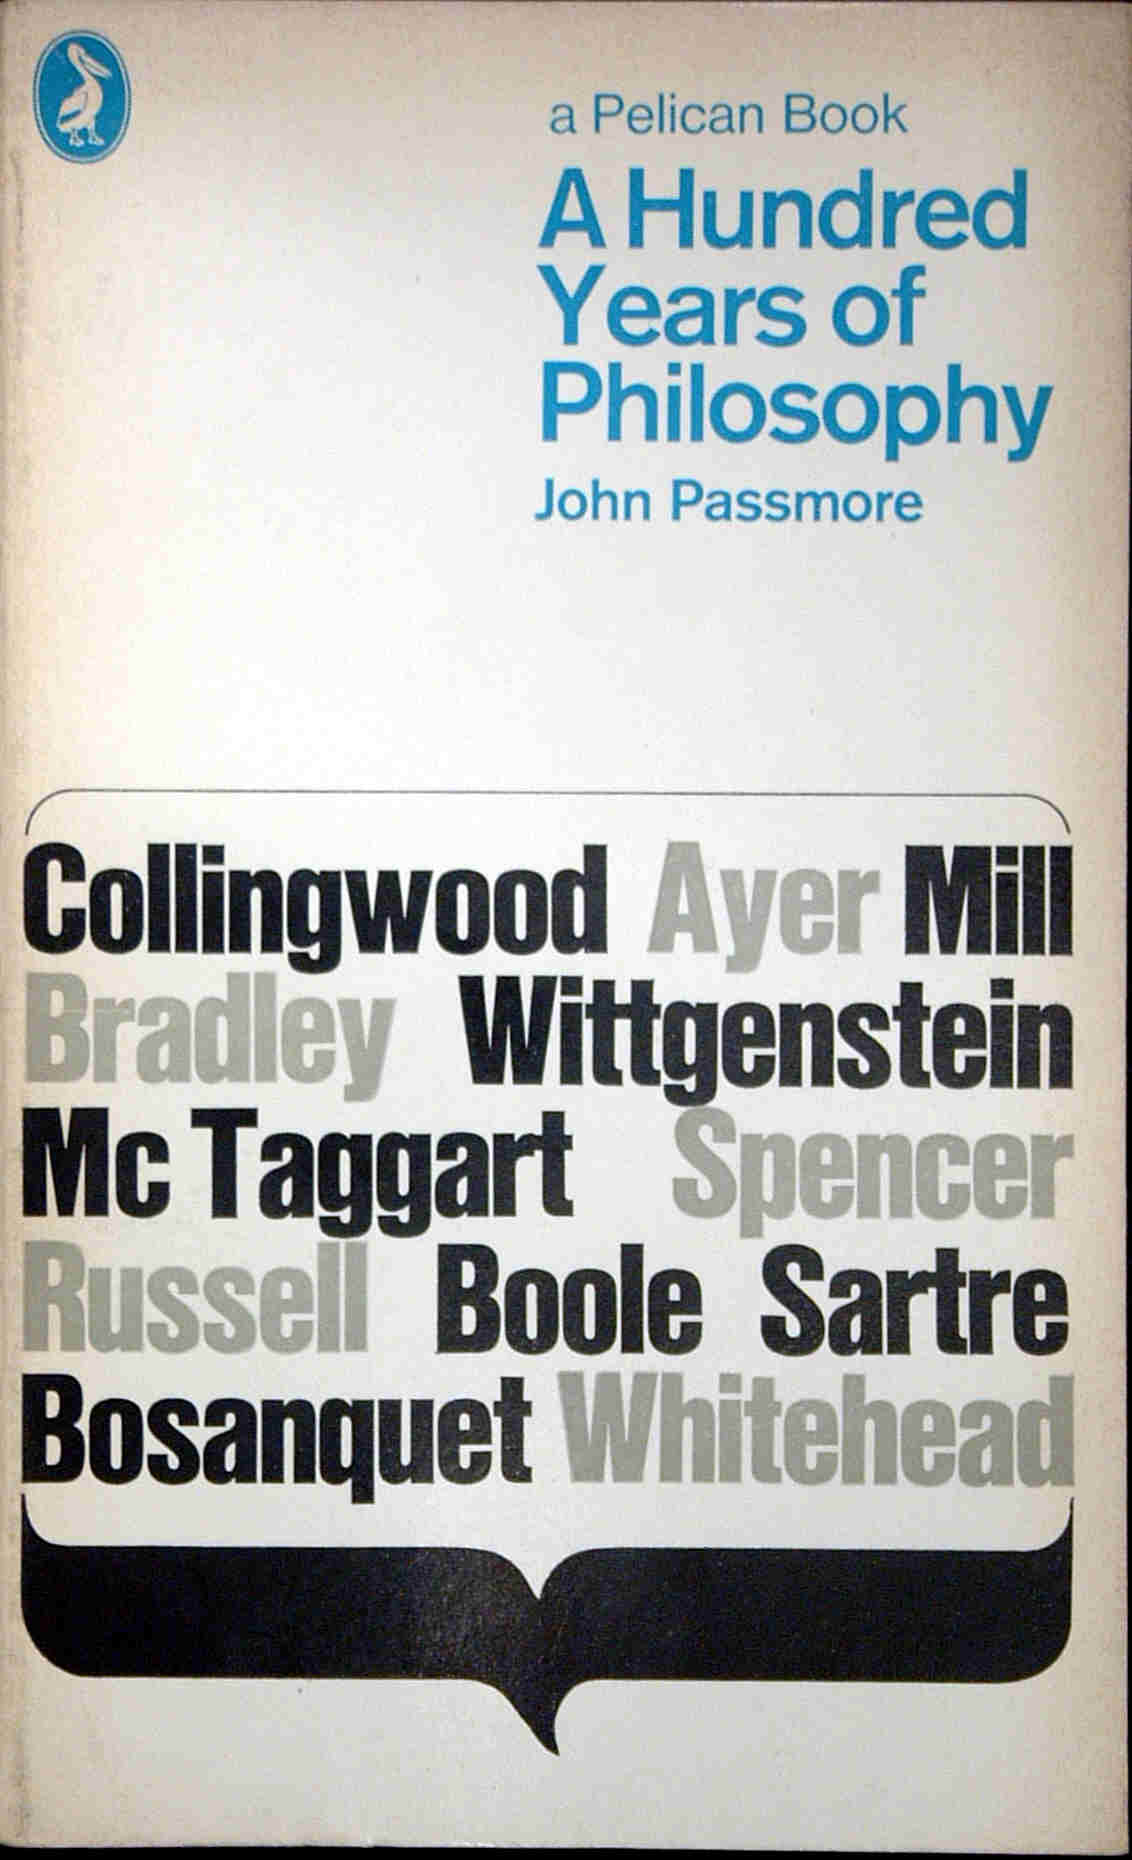 a Pelican Book
A Hundred
Years of
Philosophy
John Passmore
Collingwood Ayer Mill
Bradley Wittgenstein
Mc Taggart Spencer
Russell Boole Sartre
Bosanquet Whitehead